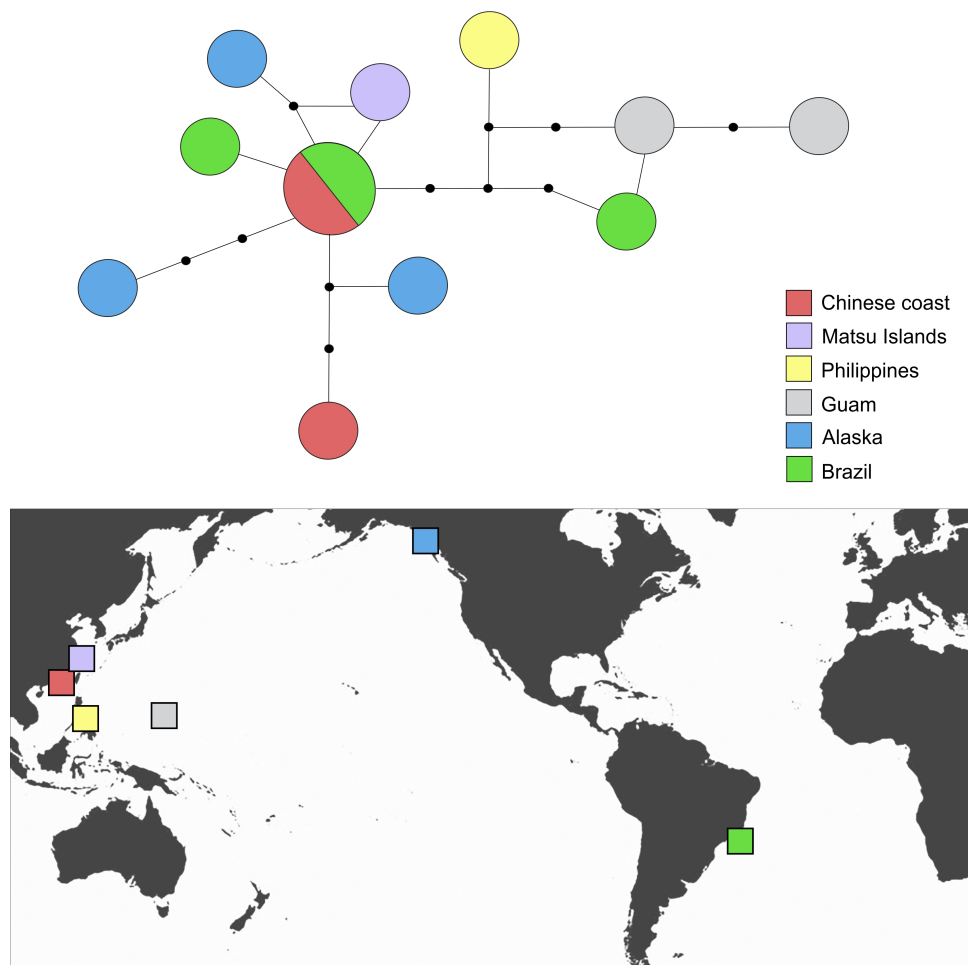 Chinese coast
Matsu Islands
Philippines
Guam
Alaska
Brazil